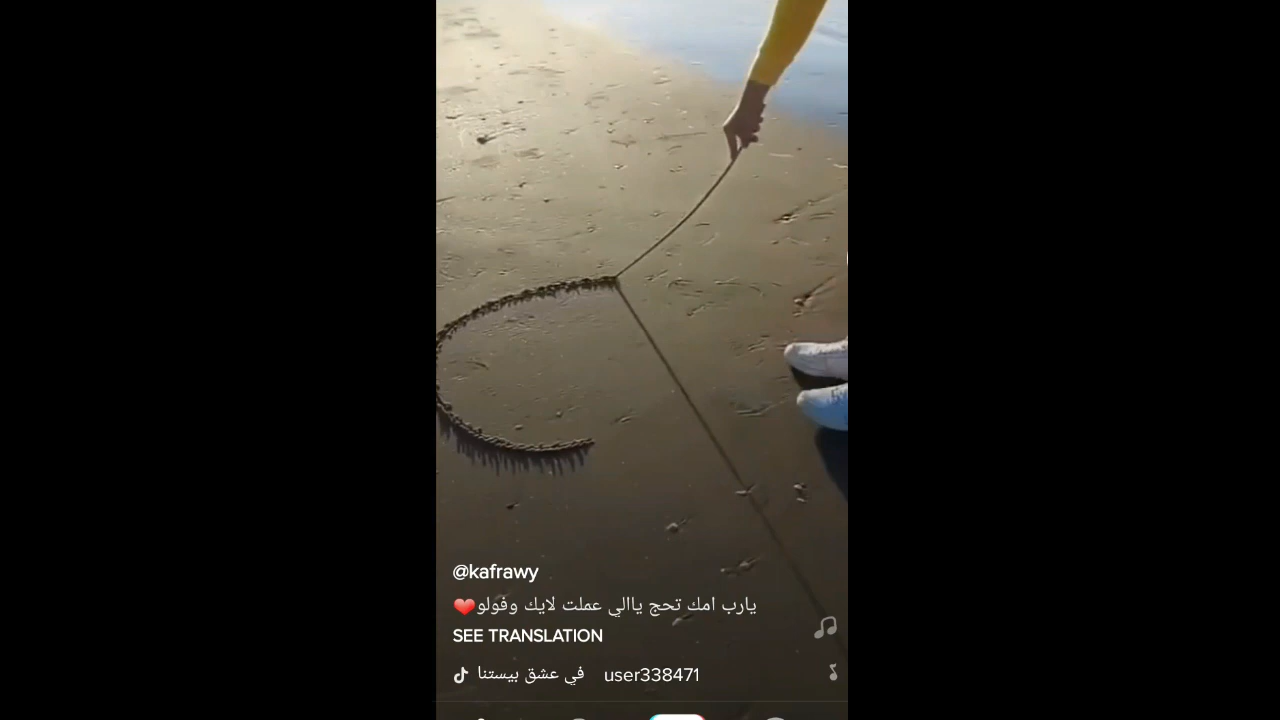 @kafrawy
يارب امك تحج ياالي عملت لايك وفولو❤️
SEE TRANSLATION
في عشق بيستنا user338471